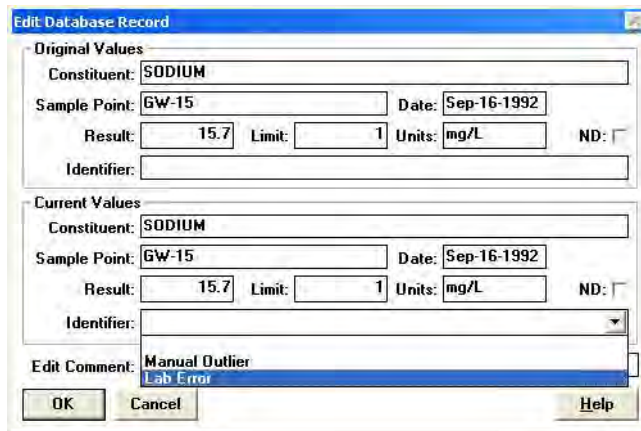 Edit Database Record
Original Values
Constituent: SODIUM
Sample Point: GW-15 Date: Sep-16-1992
Result: 15.7 Limit: 1 Units: mg/L ND:
Identifier:
Current Values
Constituent: SODIUM
Sample Point: GW-15 Date: Sep-16-1992
Result: 15.7 Limit: 1 Units: mg/L ND:
Identifier:
Edit Comment: Manual Outlier
Lab Error
OK Cancel Help